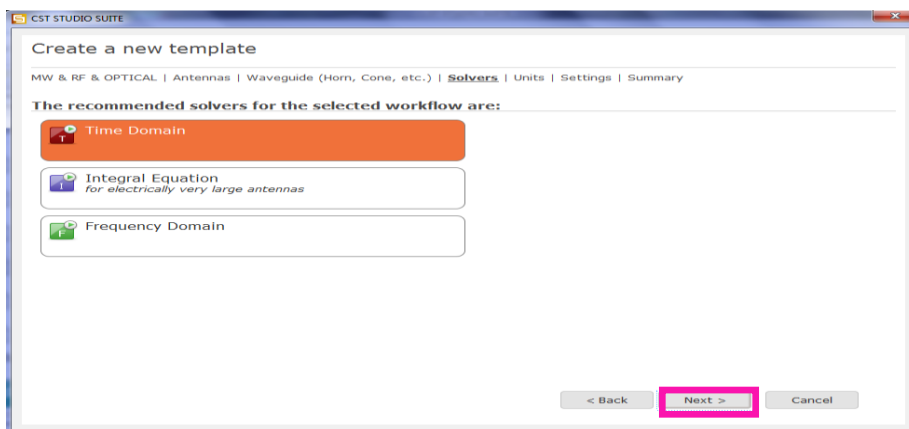 CST STUDIO SUITE
Create a new template
MW & RF & OPTICAL | Antennas | Waveguide (Horn, Cone, etc.) | Solvers | Units | Settings | Summary
The recommended solvers for the selected workflow are:
T
Time Domain
I
Integral Equation
for electrically very large antennas
F
Frequency Domain
< Back Next > Cancel